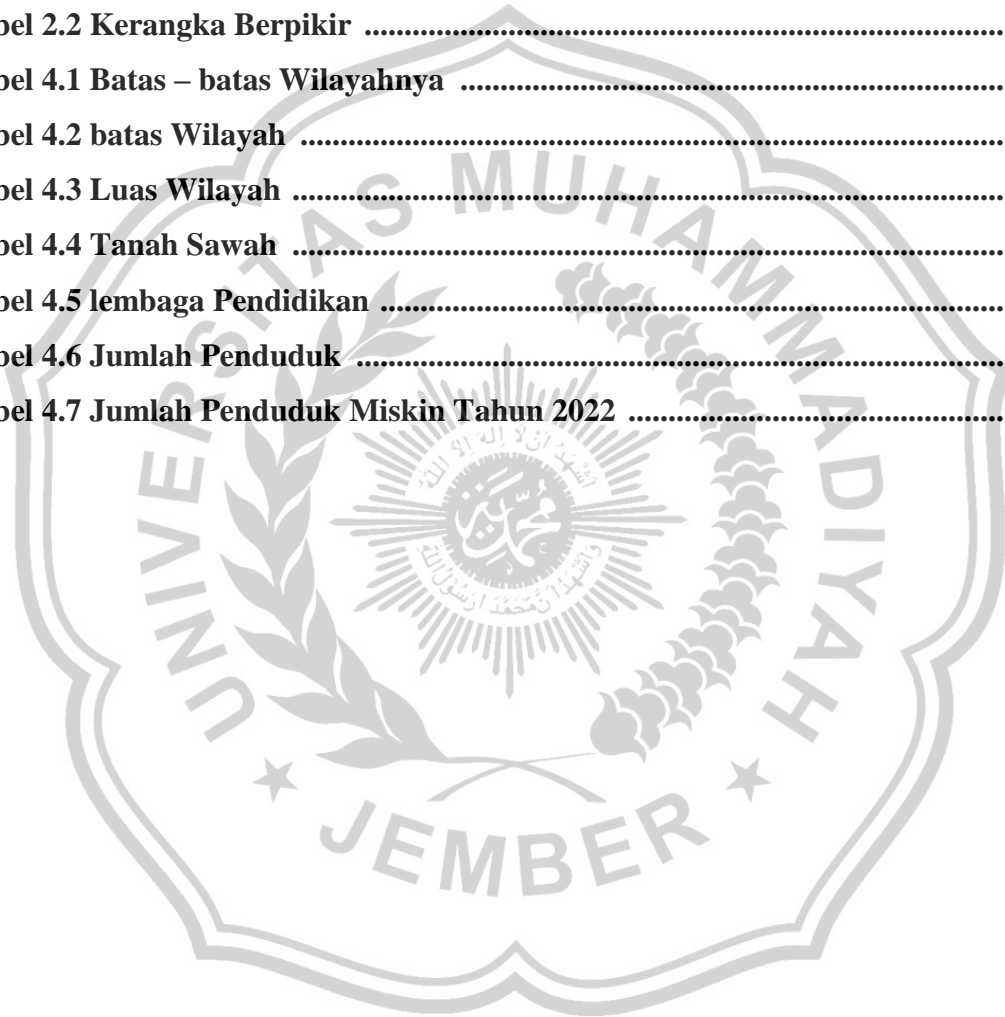 bel 2.2 Kerangka Berpikir ....................................................................................................
bel 4.1 Batas – batas Wilayahnya .....................................................................................
bel 4.2 batas Wilayah ..............................................................................................................
bel 4.3 Luas Wilayah ...............................................................................................................
bel 4.4 Tanah Sawah ...............................................................................................................
bel 4.5 lembaga Pendidikan .................................................................................................
bel 4.6 Jumlah Penduduk .....................................................................................................
bel 4.7 Jumlah Penduduk Miskin Tahun 2022 ...........................................................
UNIVERSITAS MUHAMMADIYAH
JEMBER